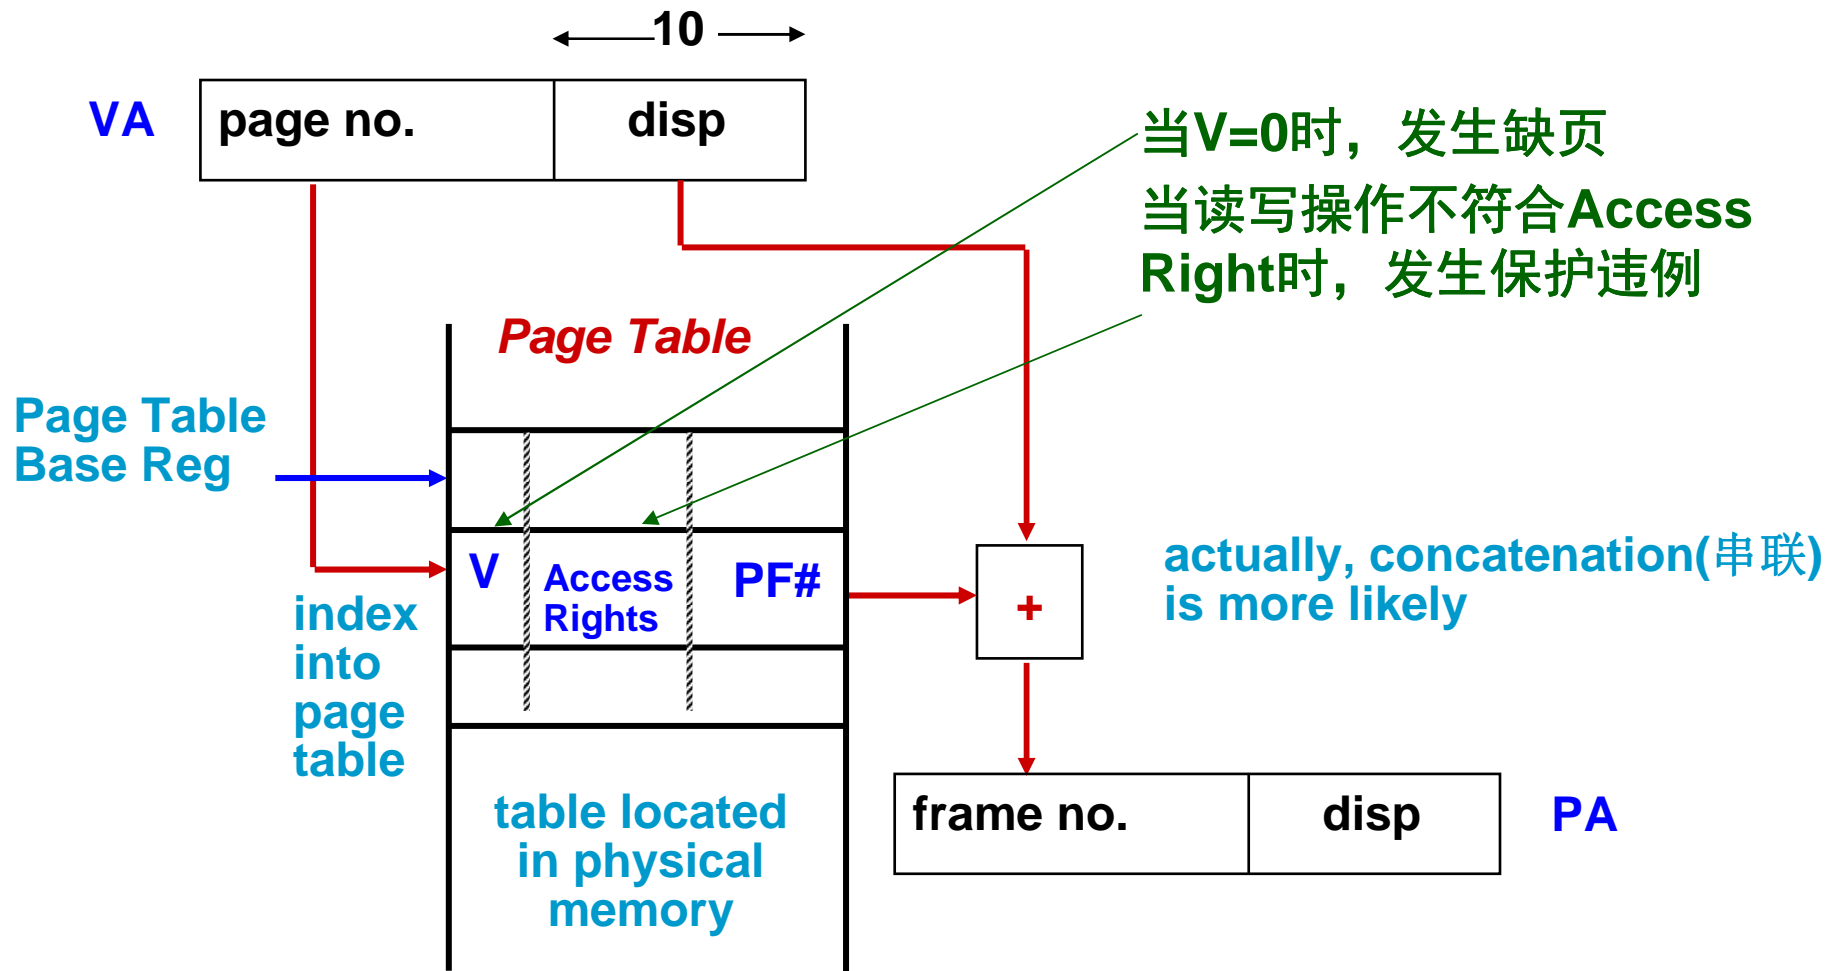 10
VA
page no.
disp
当V=0时，发生缺页
当读写操作不符合Access
Right时，发生保护违例
Page Table
Page Table
Base Reg
V
Access
Rights
PF#
+
actually, concatenation(串联)
is more likely
index
into
page
table
table located
in physical
memory
frame no.
disp
PA